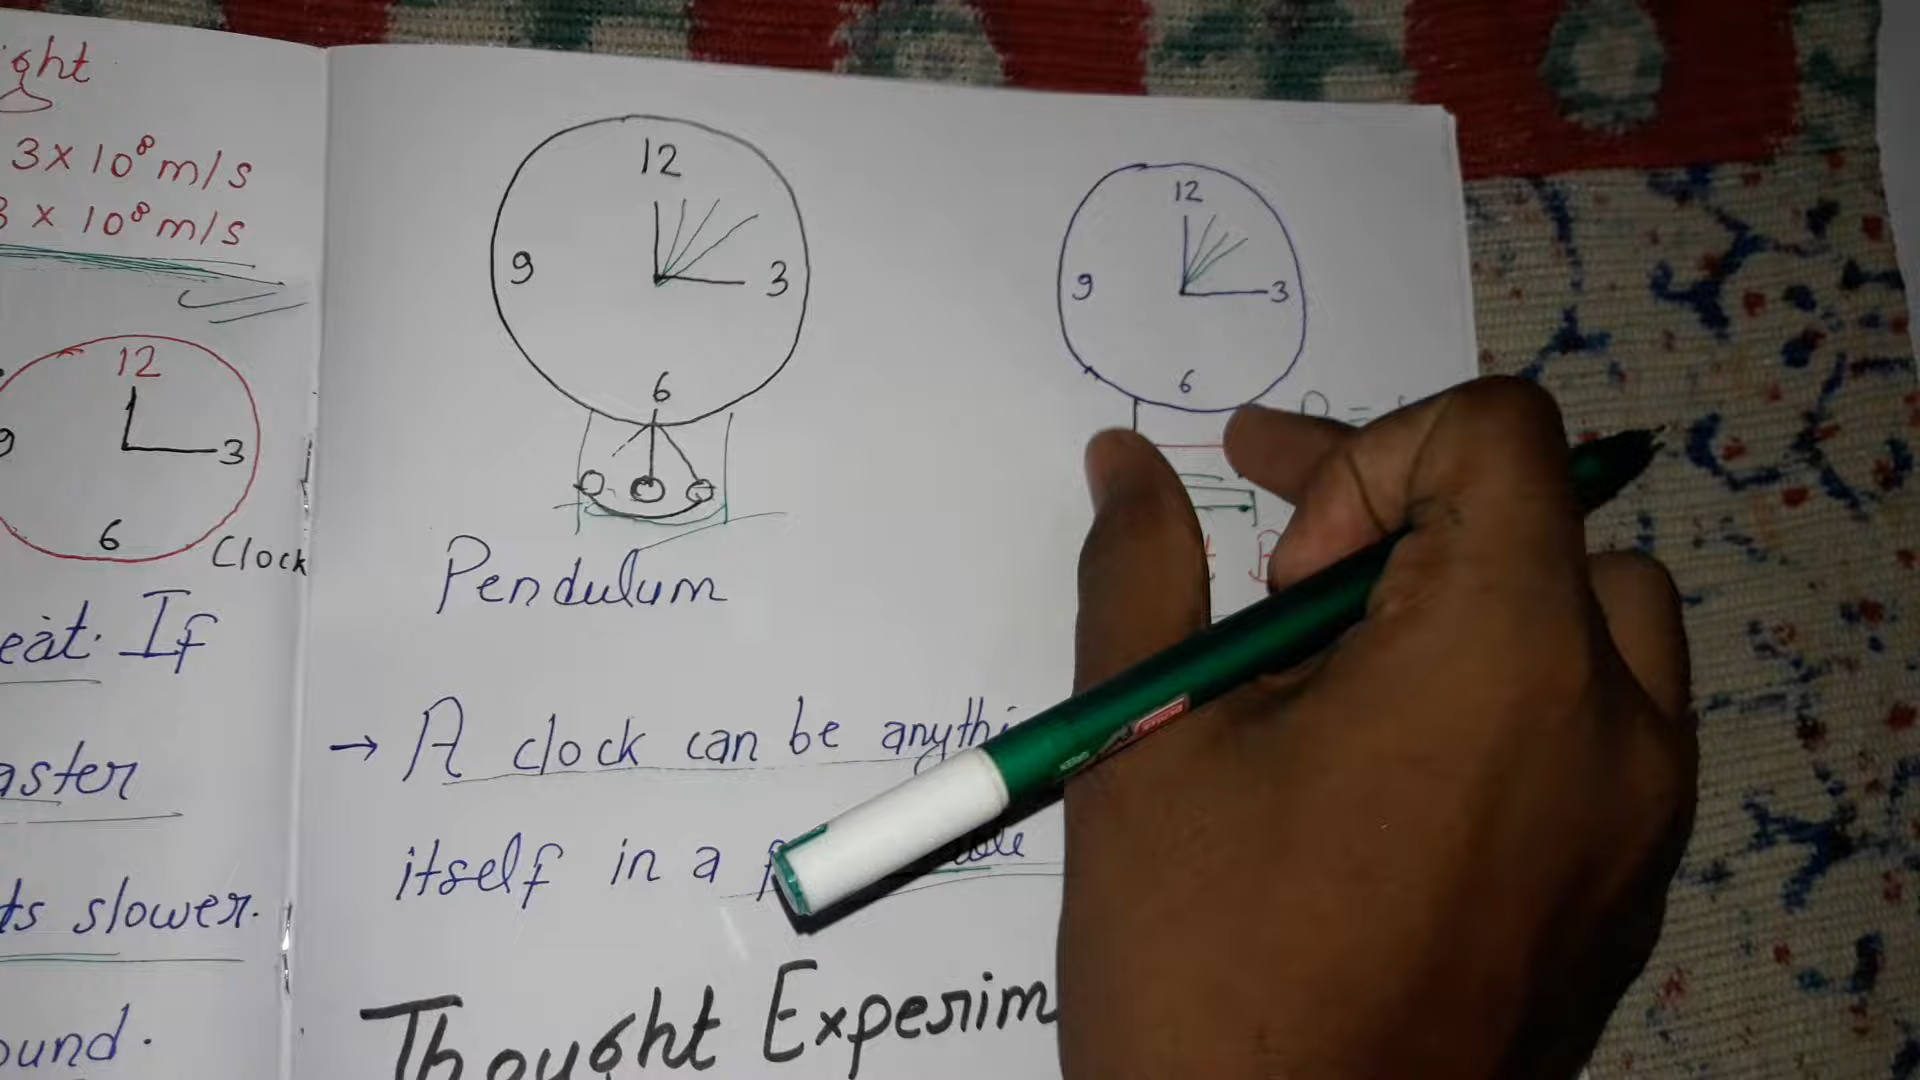 ght
3 x 10⁸ m/s
3 x 10⁸ m/s
12
9
3
6
Clock
eat. If
aster
ts slower.
ound.
12
9
3
6
Pendulum
12
9
3
6
→ A clock can be anythi
itself in a
Thought Experim